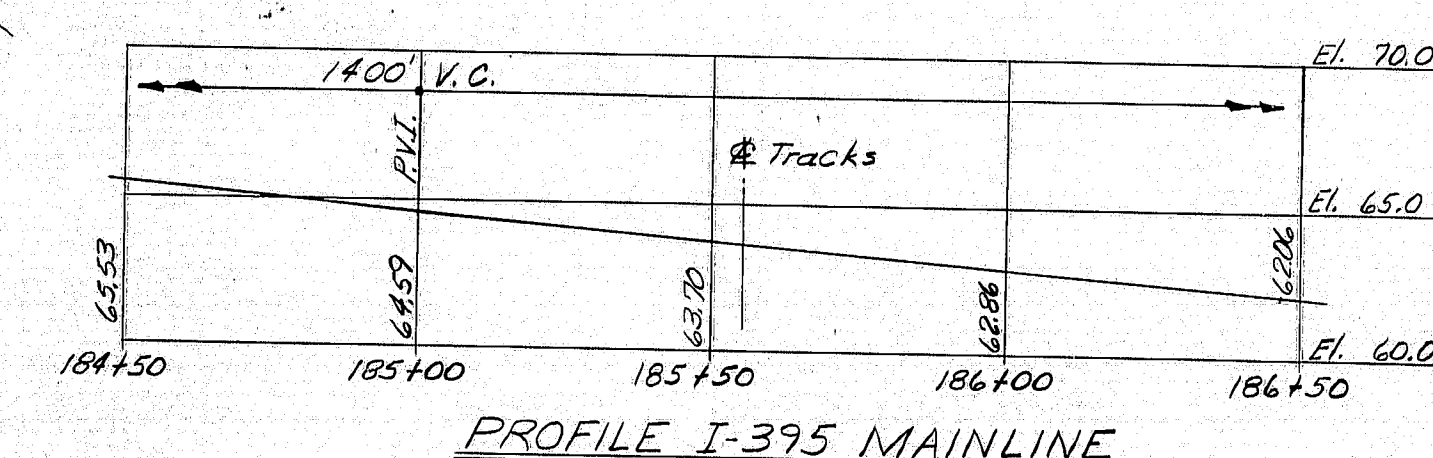 El. 70.0
1400' V.C.
P.V.I.
℄ Tracks
El. 65.0
65.53
64.59
63.70
62.86
62.06
El. 60.0
184+50
185+00
185+50
186+00
186+50
PROFILE I-395 MAINLINE